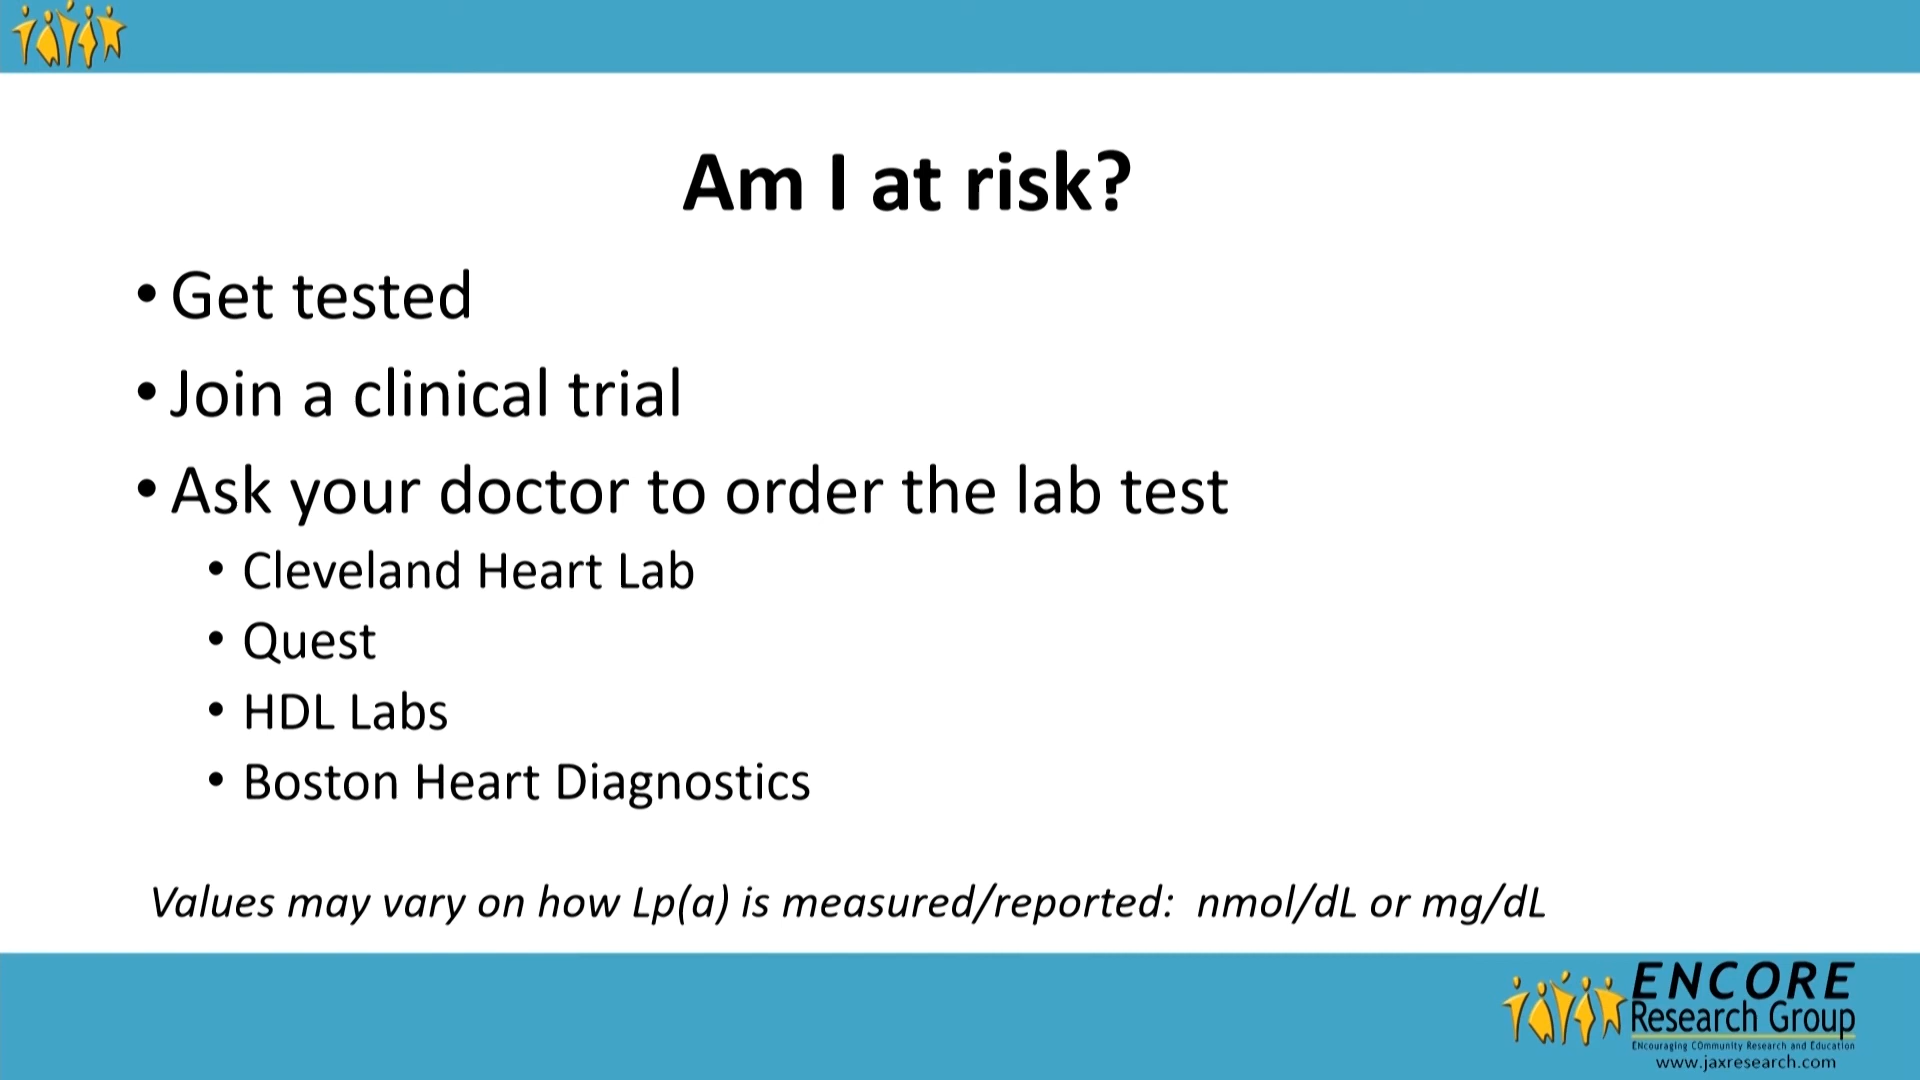 Am I at risk?
• Get tested
• Join a clinical trial
• Ask your doctor to order the lab test
• Cleveland Heart Lab
• Quest
• HDL Labs
• Boston Heart Diagnostics
Values may vary on how Lp(a) is measured/reported:  nmol/dL or mg/dL
ENCORE
Research Group
ENcouraging COmmunity Research and Education
www.jaxresearch.com